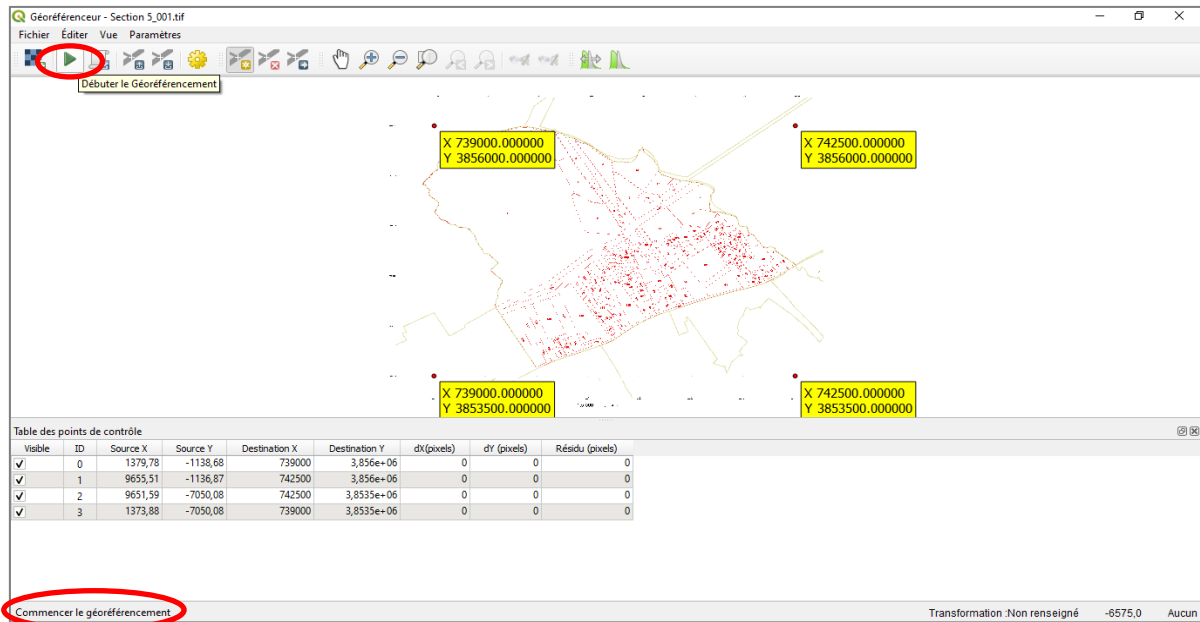 Géoréférenceur - Section 5_001.tif
Fichier Éditer Vue Paramètres
Débuter le Géoréférencement
X 739000.000000
Y 3856000.000000
X 742500.000000
Y 3856000.000000
X 739000.000000
Y 3853500.000000
X 742500.000000
Y 3853500.000000
Table des points de contrôle
Visible ID Source X Source Y Destination X Destination Y dX(pixels) dY (pixels) Résidu (pixels)
0 1379,78 -1138,68 739000 3,856e+06 0 0 0
1 9655,51 -1136,87 742500 3,856e+06 0 0 0
2 9651,59 -7050,08 742500 3,8535e+06 0 0 0
3 1373,88 -7050,08 739000 3,8535e+06 0 0 0
Commencer le géoréférencement Transformation :Non renseigné -6575,0 Aucun